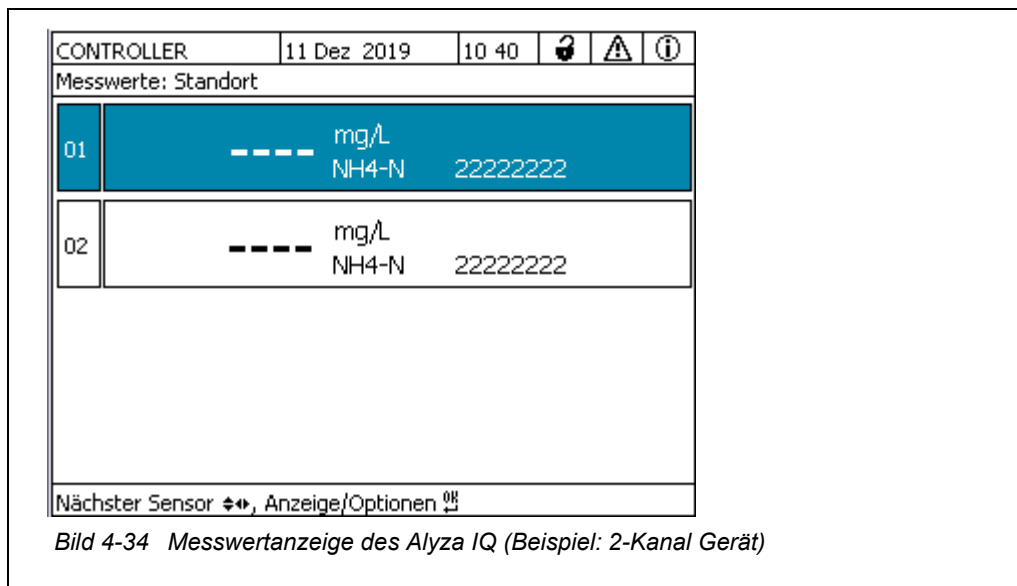 CONTROLLER 11 Dez 2019 10 40
Messwerte: Standort
01 ---- mg/L
NH4-N 22222222
02 ---- mg/L
NH4-N 22222222
Nächster Sensor, Anzeige/Optionen OK
Bild 4-34 Messwertanzeige des Alyza IQ (Beispiel: 2-Kanal Gerät)